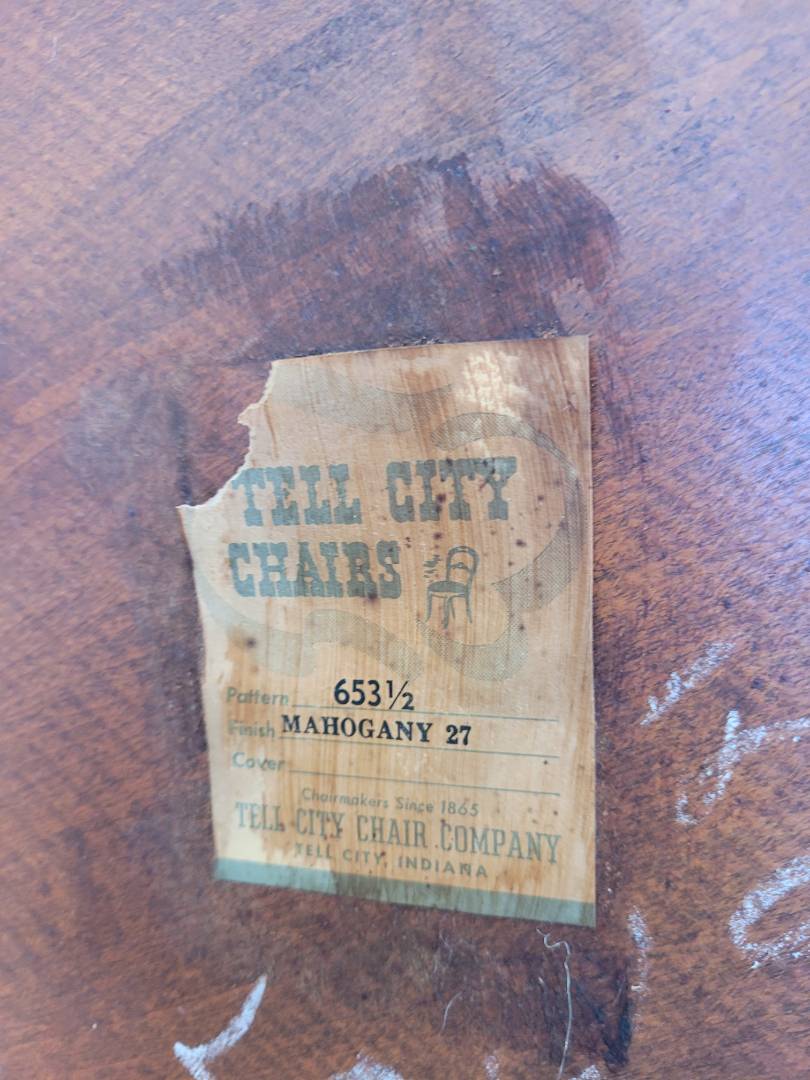 TELL CITY
CHAIRS
Pattern 653½
Finish MAHOGANY 27
Cover
Chairmakers Since 1865
TELL CITY CHAIR COMPANY
TELL CITY, INDIANA